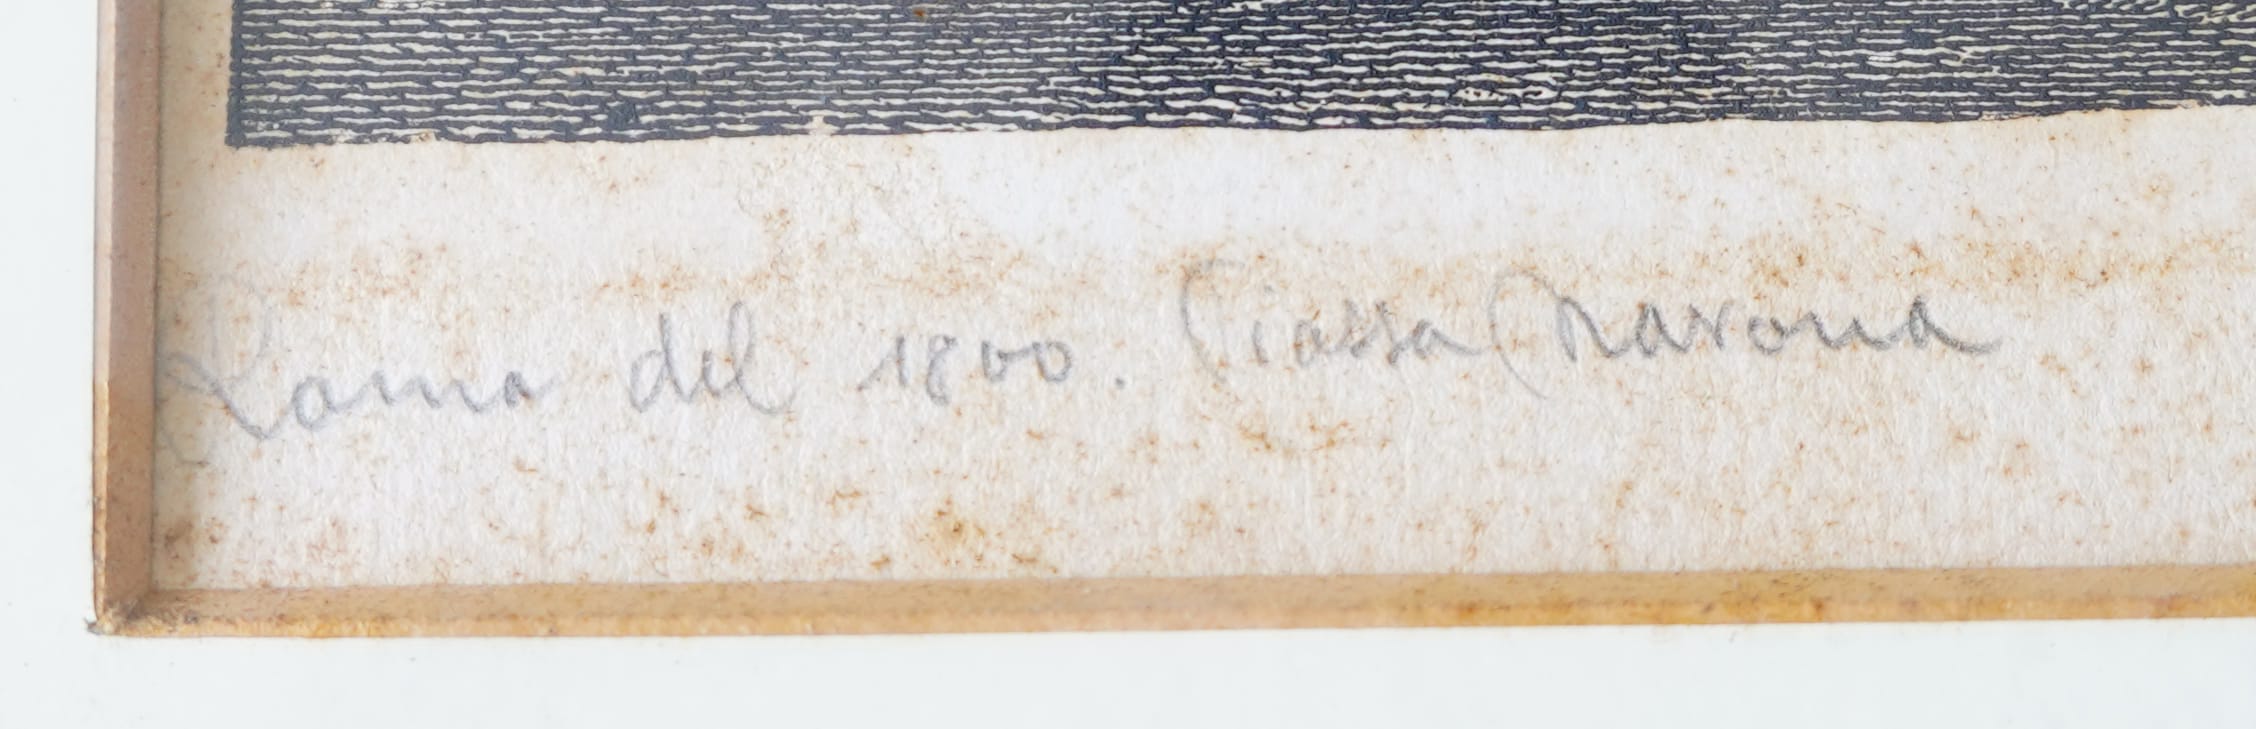 Roma del 1800. Piazza Navona